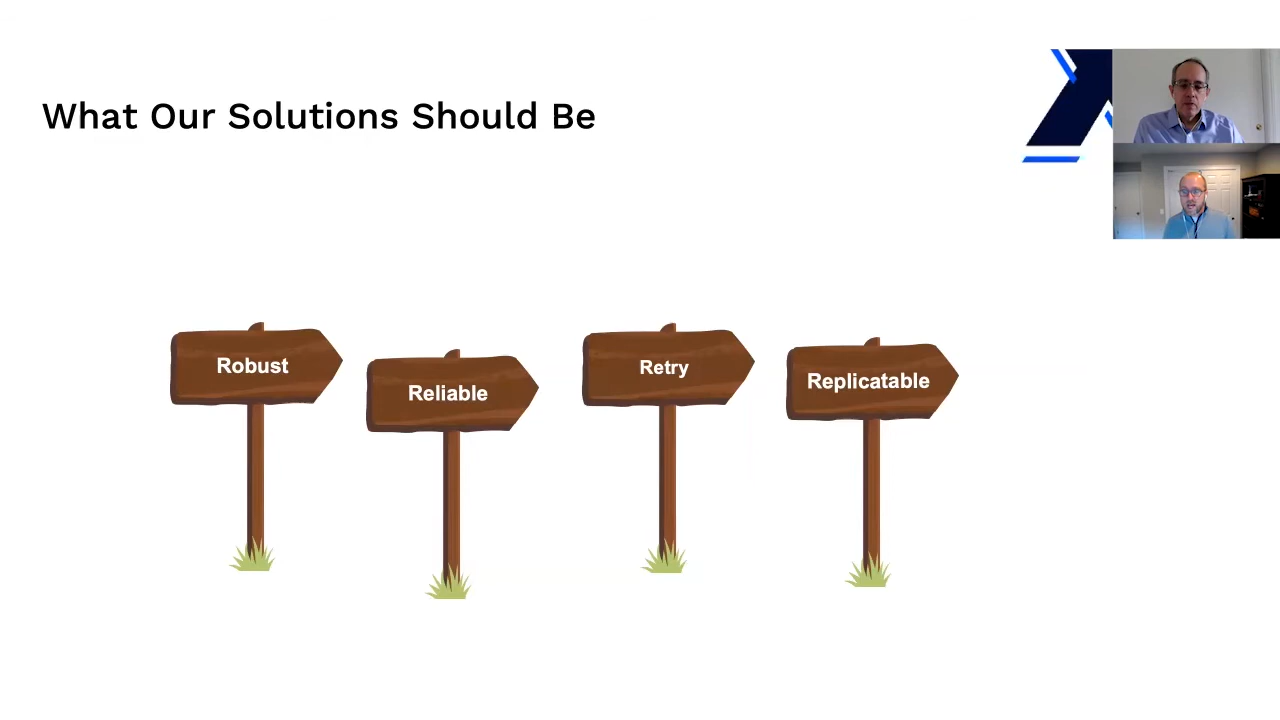 What Our Solutions Should Be
Robust
Reliable
Retry
Replicatable